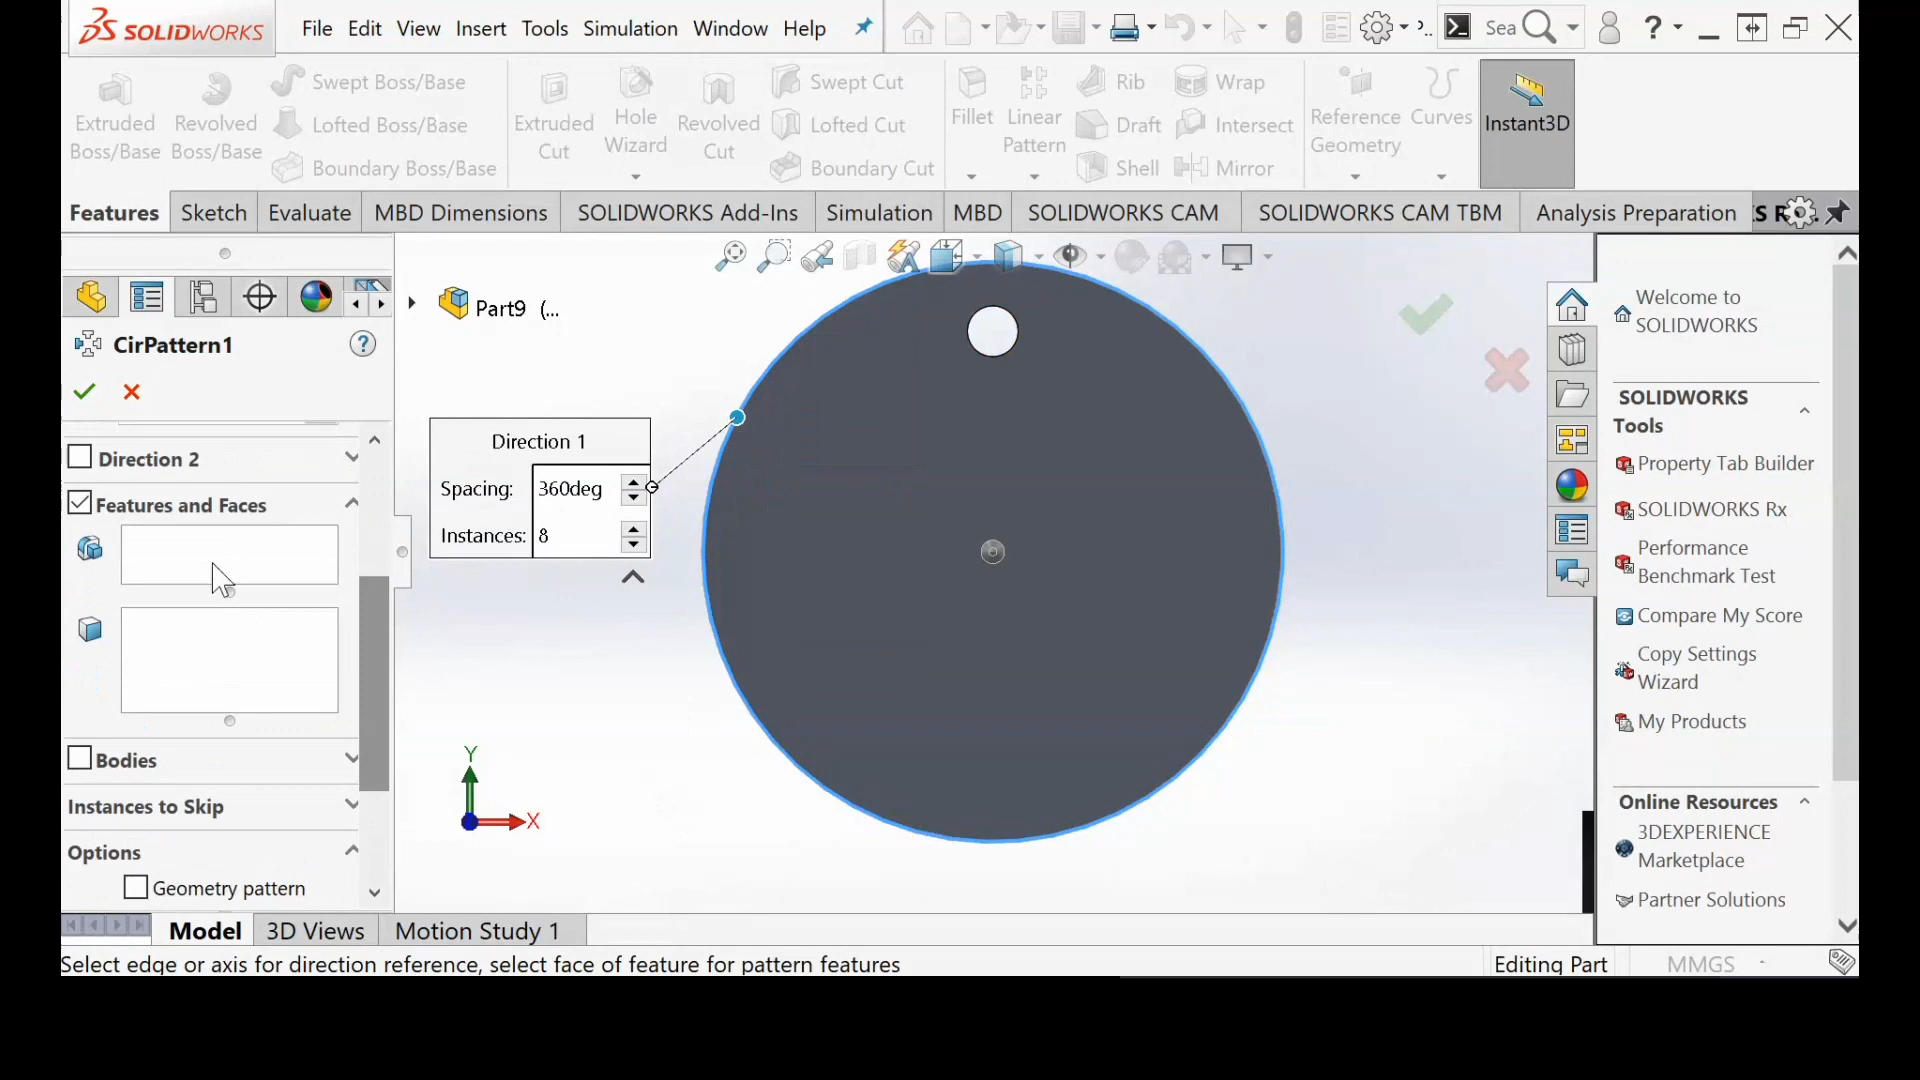 SOLIDWORKS File Edit View Insert Tools Simulation Window Help Sea ?
Extruded Boss/Base
Revolved Boss/Base
Swept Boss/Base
Lofted Boss/Base
Boundary Boss/Base
Extruded Cut
Hole Wizard
Revolved Cut
Swept Cut
Lofted Cut
Boundary Cut
Fillet
Linear Pattern
Rib
Draft
Shell
Wrap
Intersect
Mirror
Reference Geometry
Curves
Instant3D
Features Sketch Evaluate MBD Dimensions SOLIDWORKS Add-Ins Simulation MBD SOLIDWORKS CAM SOLIDWORKS CAM TBM Analysis Preparation
Part9 (...
CirPattern1
?
Direction 2
Features and Faces
Bodies
Instances to Skip
Options
Geometry pattern
Direction 1
Spacing: 360deg
Instances: 8
Y
X
Welcome to
SOLIDWORKS
SOLIDWORKS
Tools
Property Tab Builder
SOLIDWORKS Rx
Performance
Benchmark Test
Compare My Score
Copy Settings
Wizard
My Products
Online Resources
3DEXPERIENCE
Marketplace
Partner Solutions
Model 3D Views Motion Study 1
Select edge or axis for direction reference, select face of feature for pattern features
Editing Part MMGS